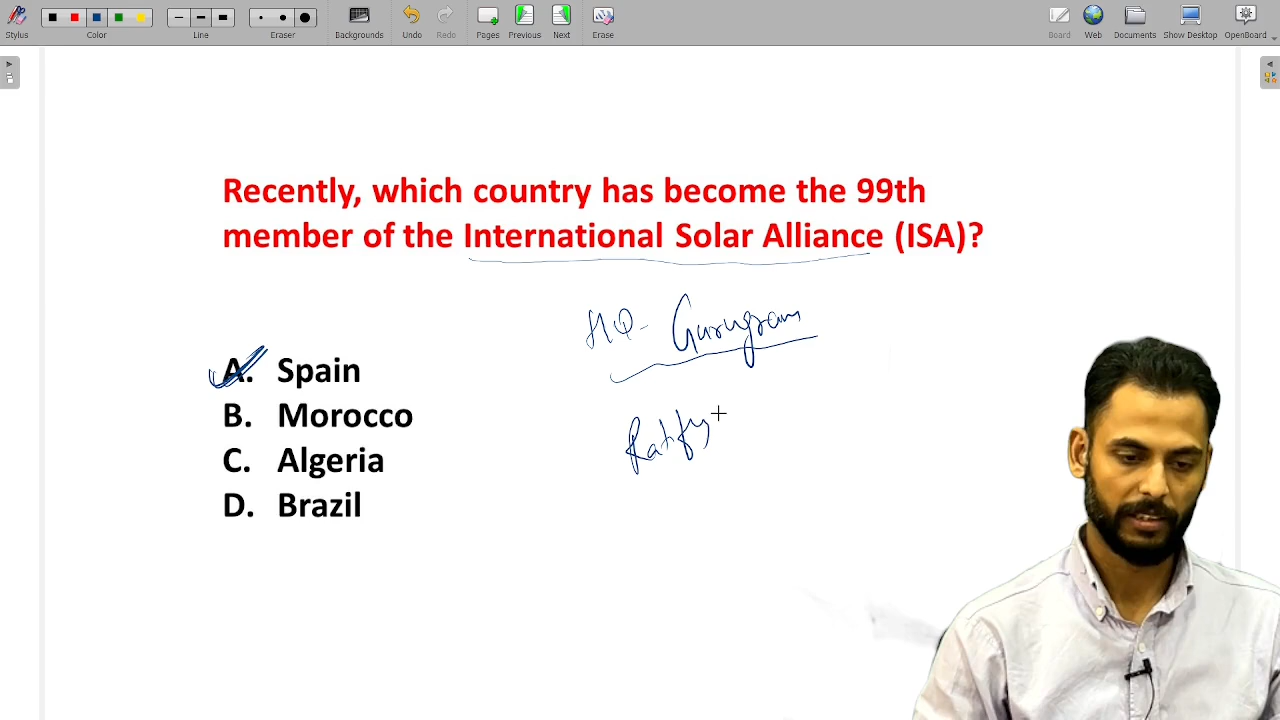 Stylus
Color
Line
Eraser
Backgrounds
Undo
Redo
Pages
Previous
Next
Erase
Board
Web
Documents
Show Desktop
OpenBoard
Recently, which country has become the 99th
member of the International Solar Alliance (ISA)?
HQ- Gurugram
A. Spain
B. Morocco
Ratify
C. Algeria
D. Brazil